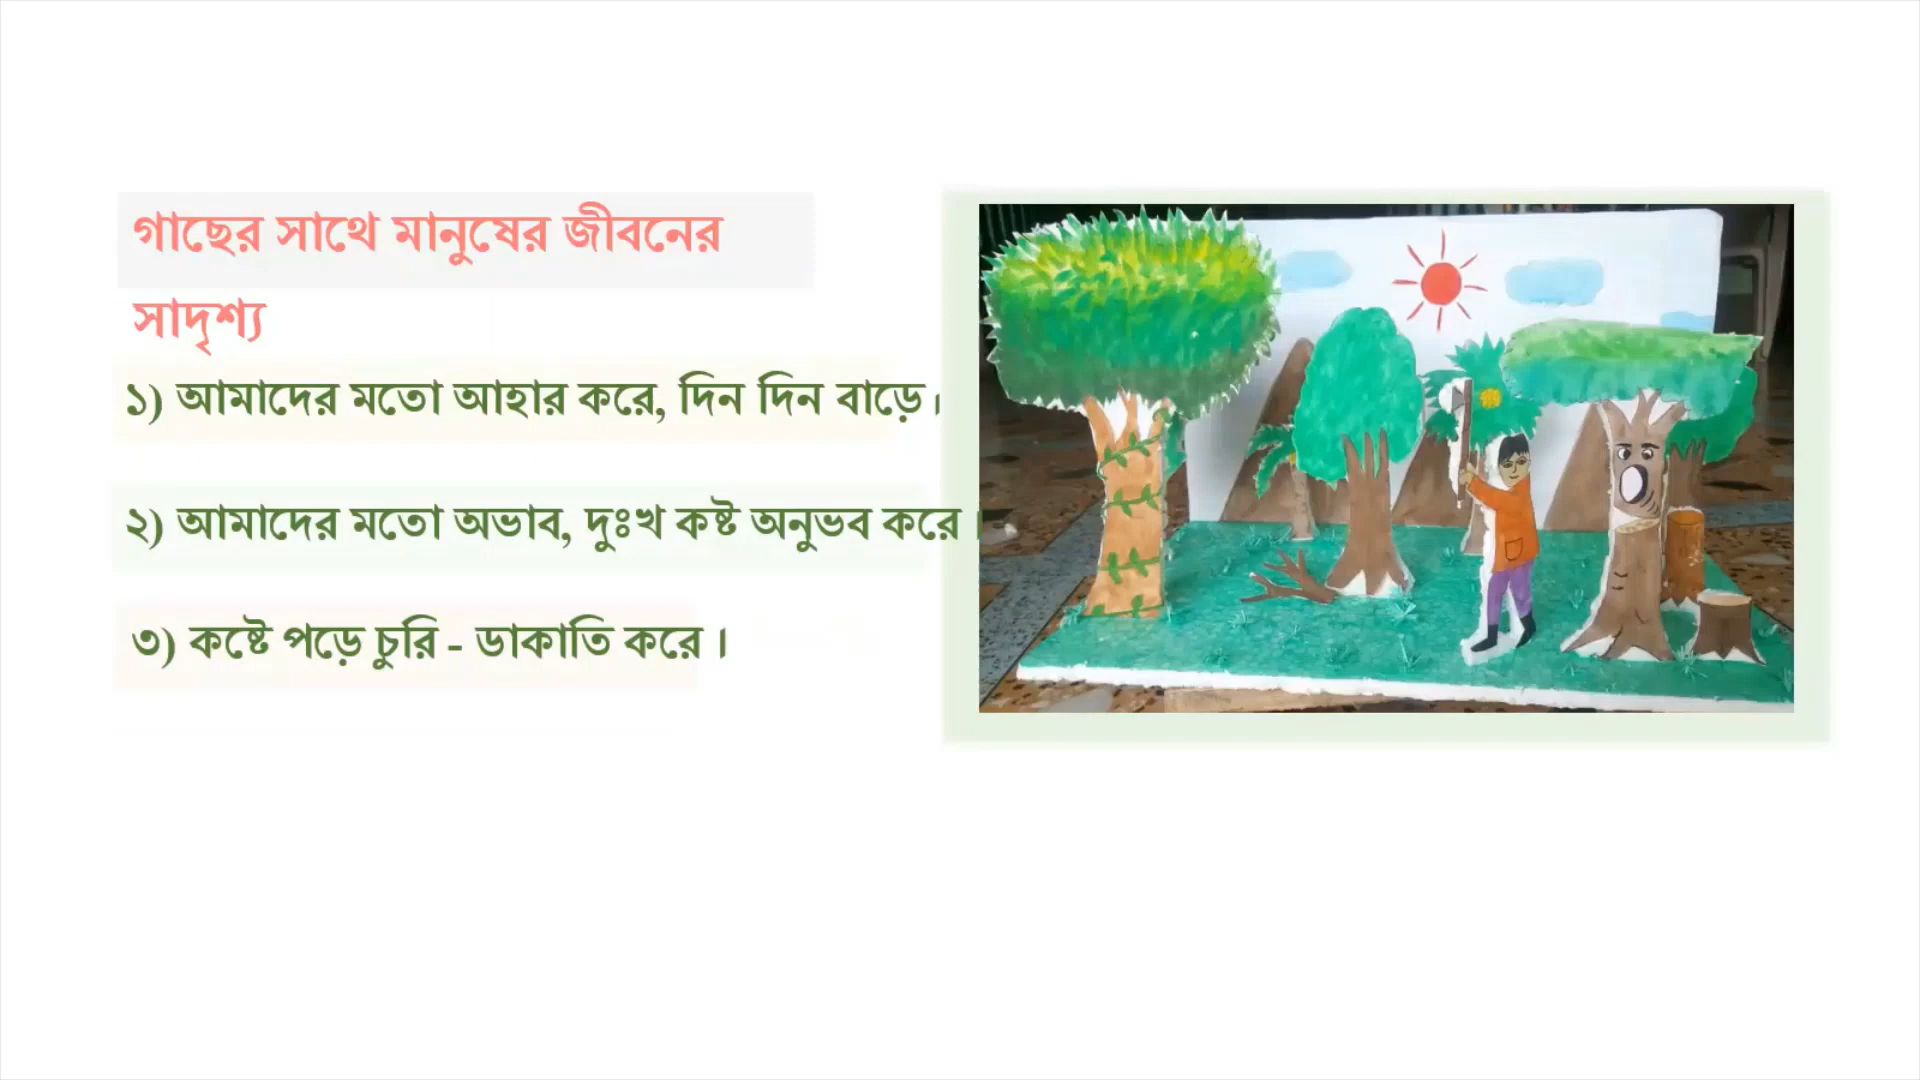 গাছের সাথে মানুষের জীবনের
সাদৃশ্য
১) আমাদের মতো আহার করে, দিন দিন বাড়ে।
২) আমাদের মতো অভাব, দুঃখ কষ্ট অনুভব করে।
৩) কষ্টে পড়ে চুরি - ডাকাতি করে।